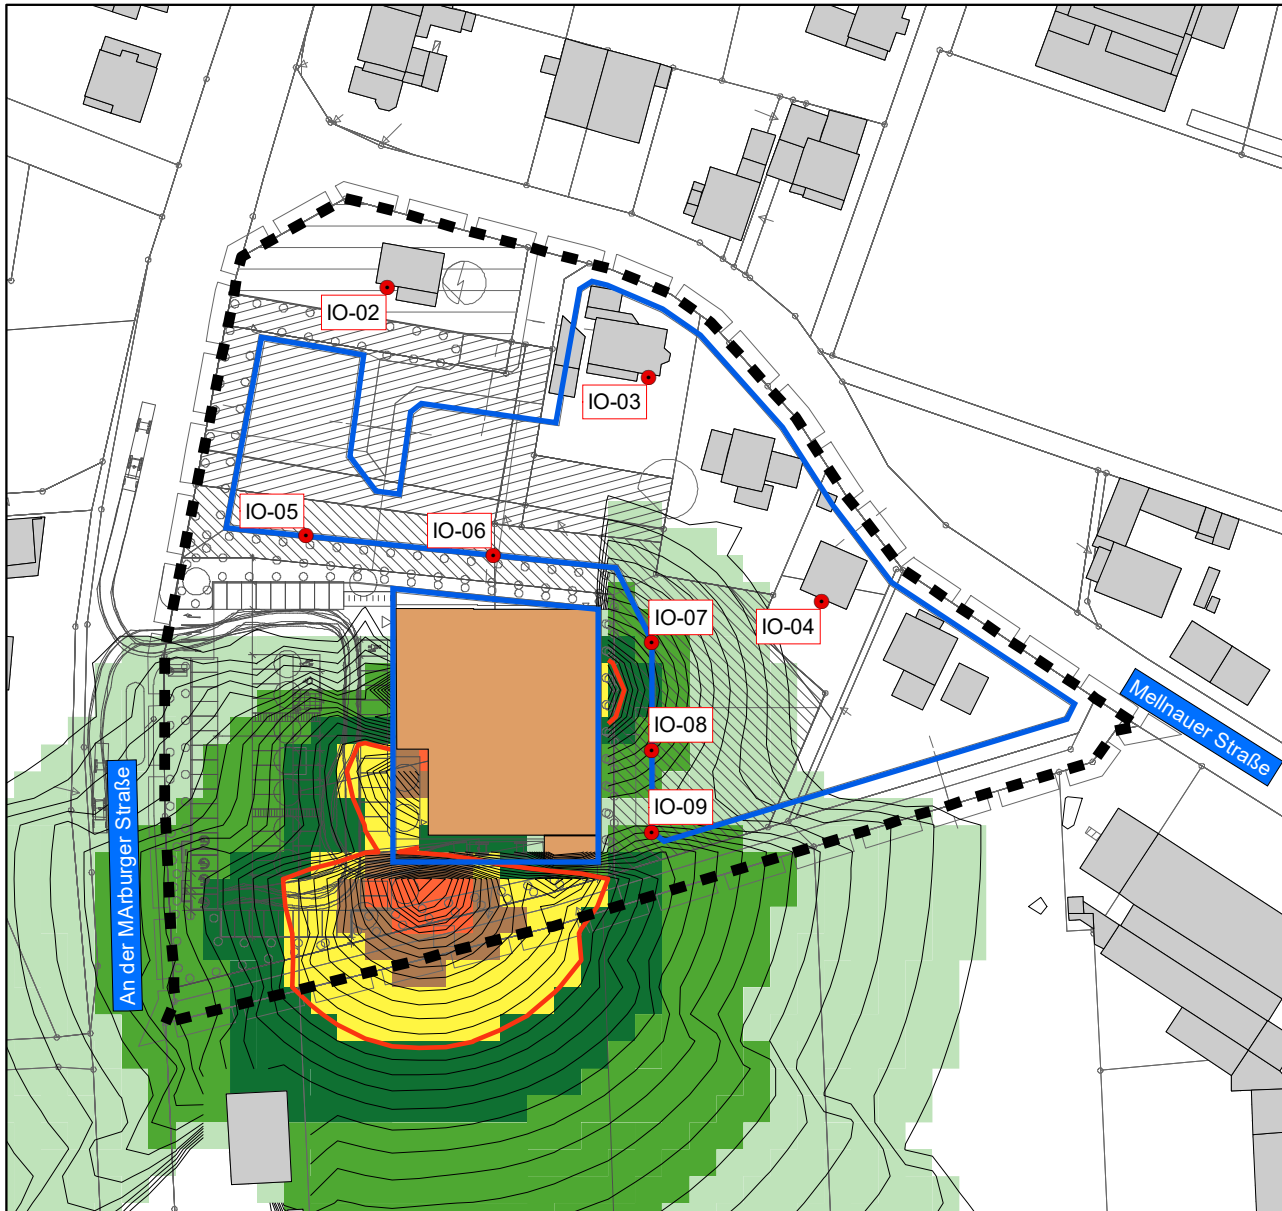 IO-02
IO-03
IO-05
IO-06
IO-07
IO-04
IO-08
IO-09
Mellnauer Straße
An der MArburger Straße